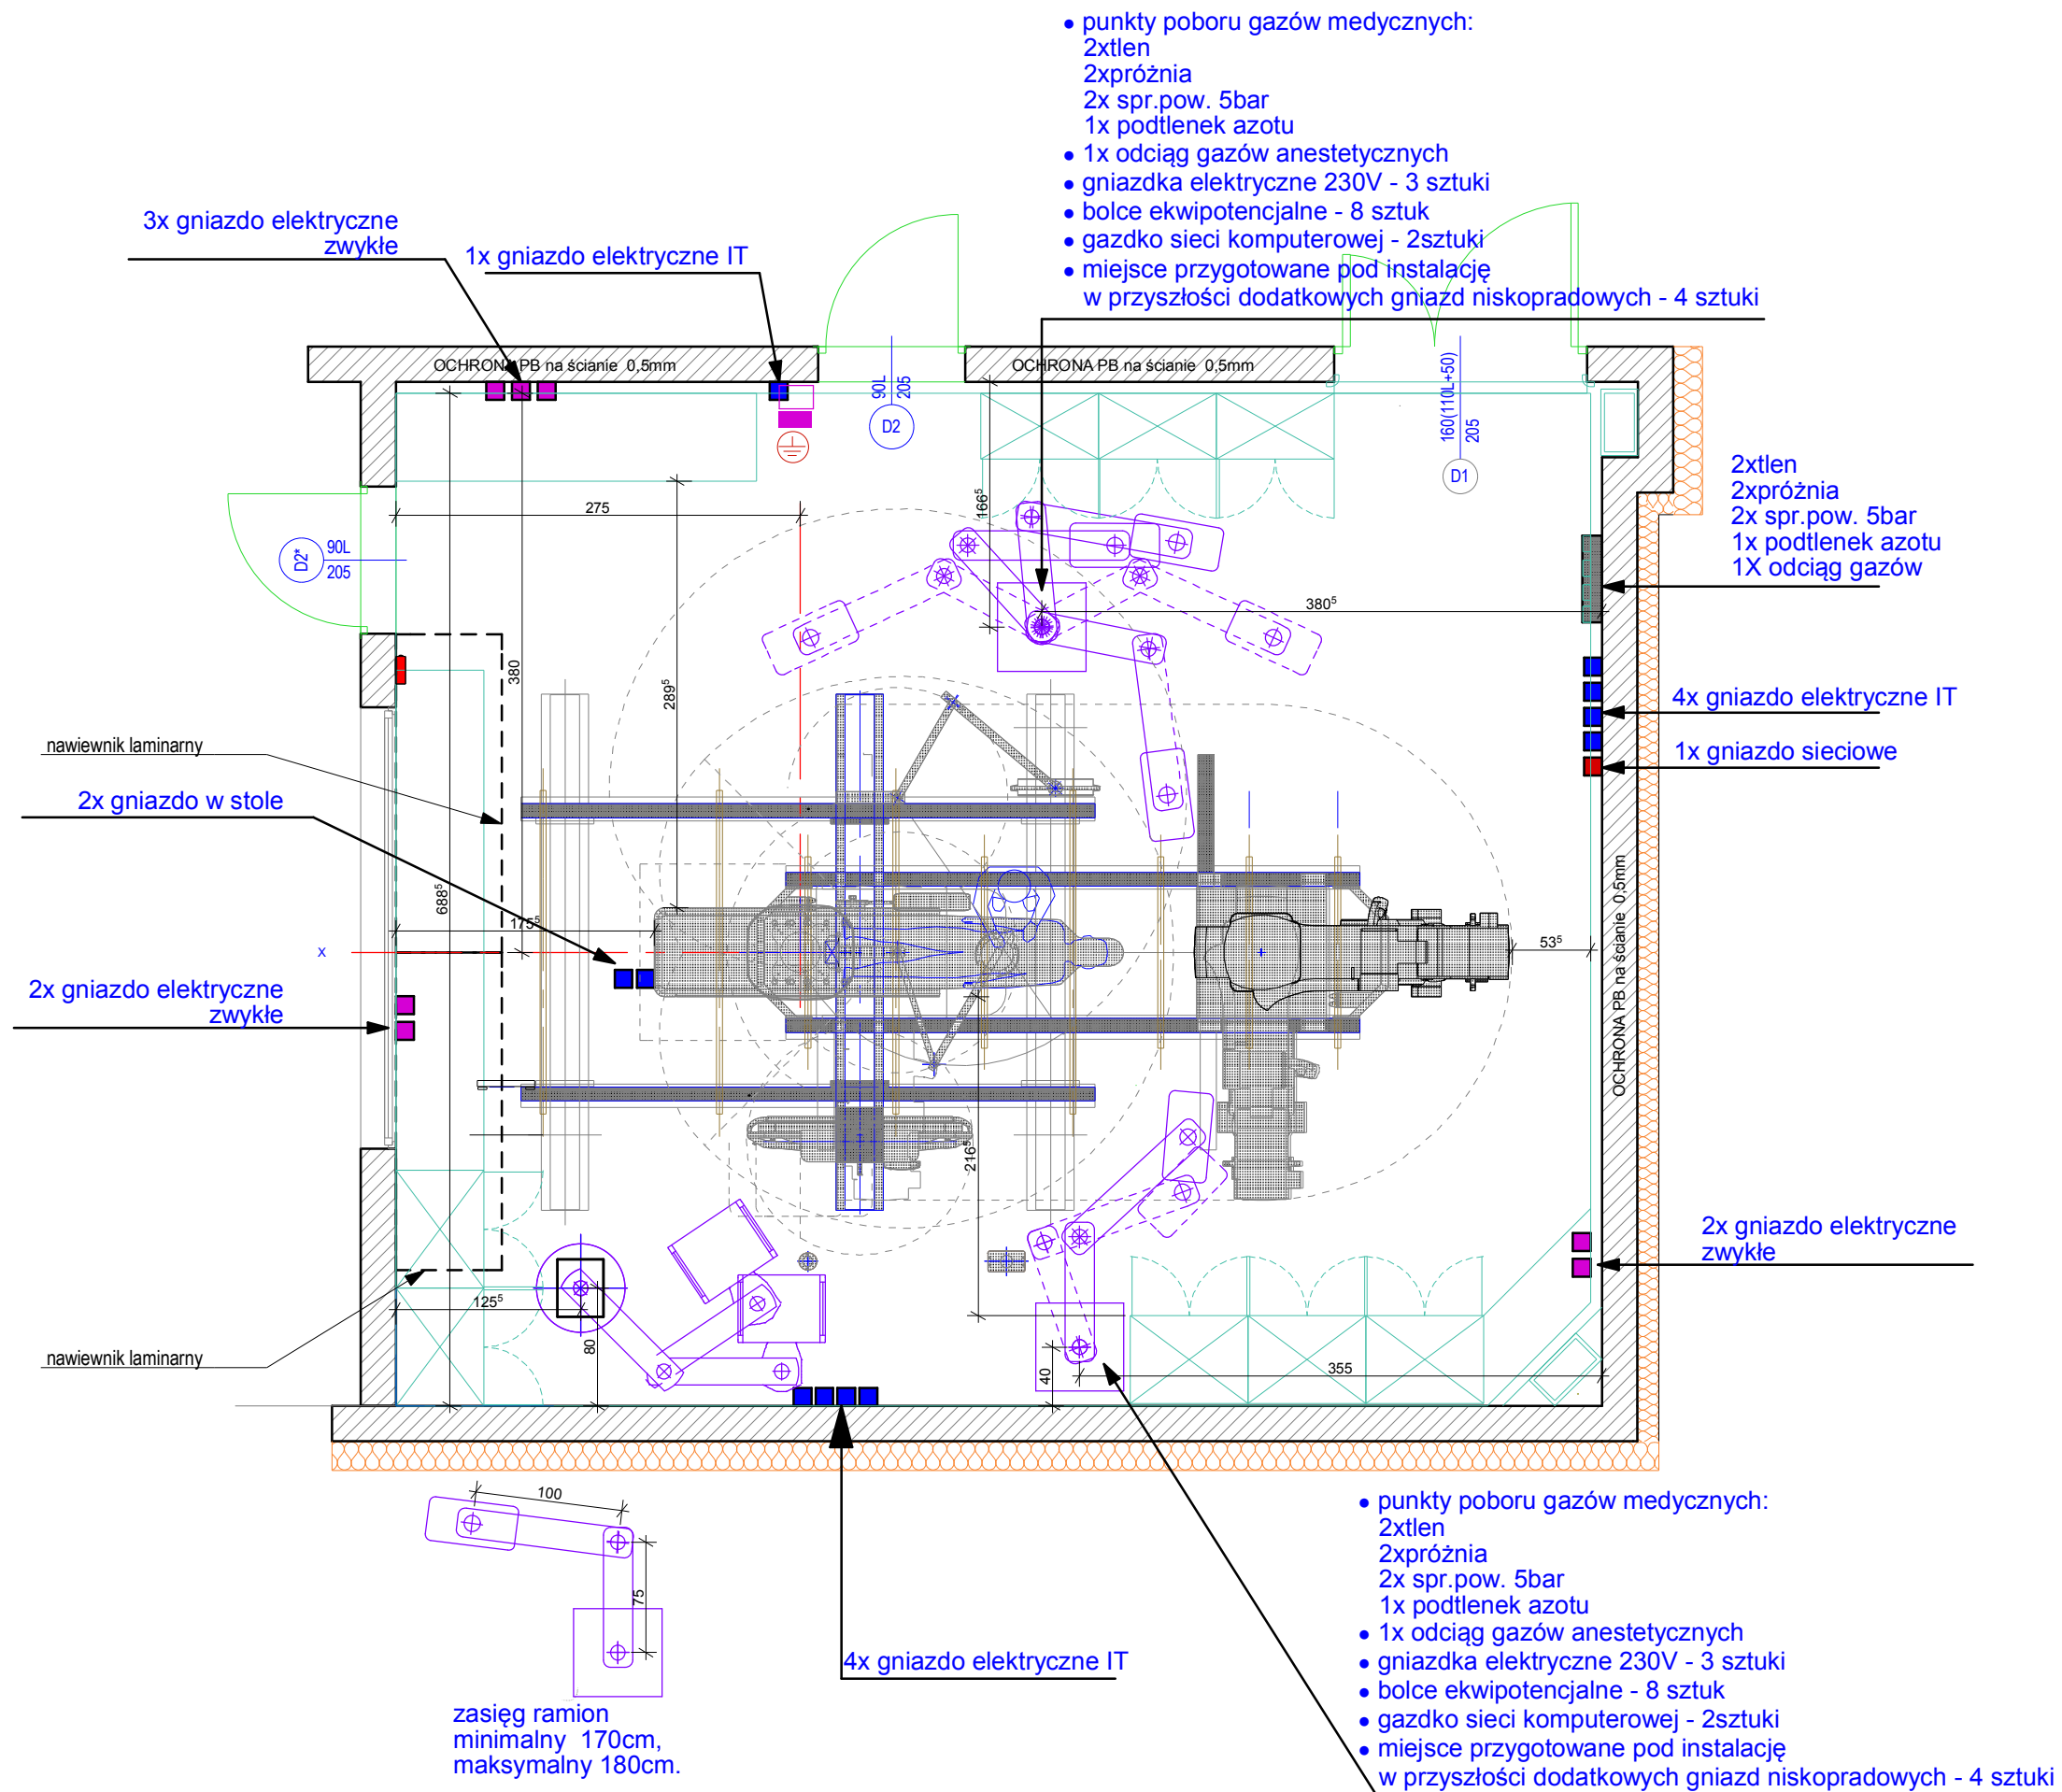 • punkty poboru gazów medycznych:
2xtlen
2xpróżnia
2x spr.pow. 5bar
1x podtlenek azotu
• 1x odciąg gazów anestetycznych
• gniazdka elektryczne 230V - 3 sztuki
• bolce ekwipotencjalne - 8 sztuk
• gazdko sieci komputerowej - 2sztuki
• miejsce przygotowane pod instalację
w przyszłości dodatkowych gniazd niskopradowych - 4 sztuki
3x gniazdo elektryczne
zwykłe
1x gniazdo elektryczne IT
OCHRONA PB na ścianie 0,5mm
OCHRONA PB na ścianie 0,5mm
90L
205
D2
160(110L+50)
205
D1
2xtlen
2xpróżnia
2x spr.pow. 5bar
1x podtlenek azotu
1X odciąg gazów
275
166⁵
D2*
90L
205
380⁵
380
289⁵
4x gniazdo elektryczne IT
1x gniazdo sieciowe
nawiewnik laminarny
2x gniazdo w stole
688⁵
175⁵
x
53⁵
OCHRONA PB na ścianie 0,5mm
2x gniazdo elektryczne
zwykłe
216⁵
2x gniazdo elektryczne
zwykłe
125⁵
80
nawiewnik laminarny
40
355
100
75
4x gniazdo elektryczne IT
zasięg ramion
minimalny 170cm,
maksymalny 180cm.
• punkty poboru gazów medycznych:
2xtlen
2xpróżnia
2x spr.pow. 5bar
1x podtlenek azotu
• 1x odciąg gazów anestetycznych
• gniazdka elektryczne 230V - 3 sztuki
• bolce ekwipotencjalne - 8 sztuk
• gazdko sieci komputerowej - 2sztuki
• miejsce przygotowane pod instalację
w przyszłości dodatkowych gniazd niskopradowych - 4 sztuki